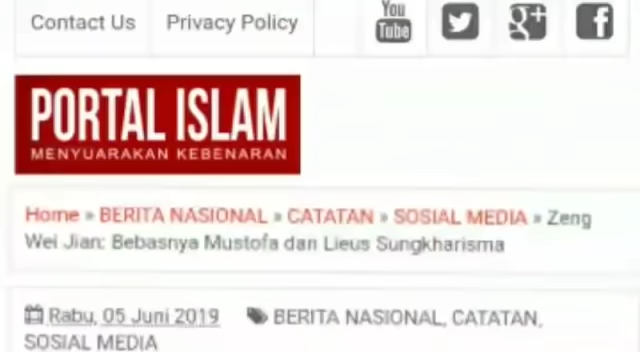 Contact Us
Privacy Policy
You
Tube
g+
f
PORTAL ISLAM
MENYUARAKAN KEBENARAN
Home » BERITA NASIONAL » CATATAN » SOSIAL MEDIA » Zeng
Wei Jian: Bebasnya Mustofa dan Lieus Sungkharisma
Rabu, 05 Juni 2019
BERITA NASIONAL, CATATAN,
SOSIAL MEDIA